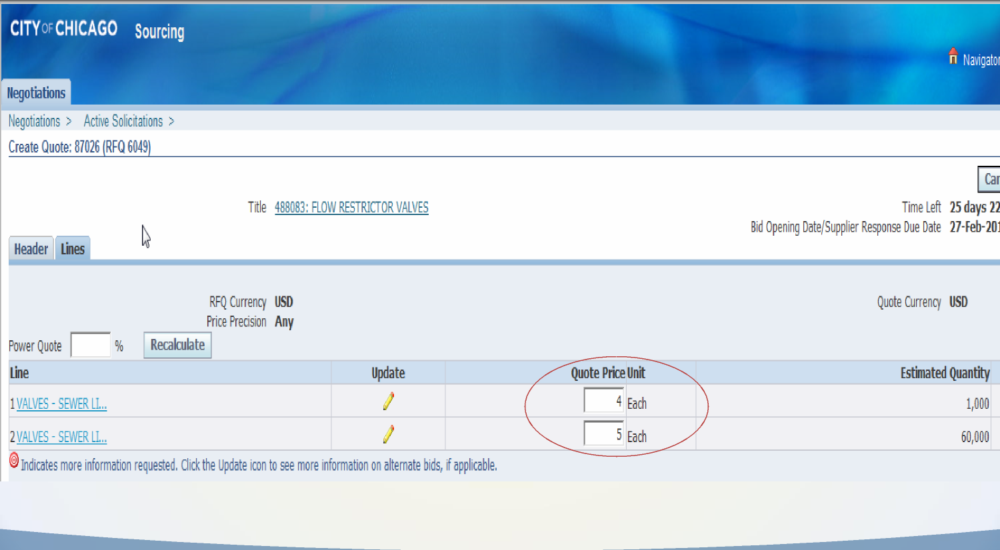 CITY OF CHICAGO Sourcing
Navigator
Negotiations
Negotiations > Active Solicitations >
Create Quote: 87026 (RFQ 6049)
Title 488083: FLOW RESTRICTOR VALVES
Time Left 25 days 22
Bid Opening Date/Supplier Response Due Date 27-Feb-201
Header Lines
RFQ Currency USD
Quote Currency USD
Price Precision Any
Power Quote % Recalculate
Line Update Quote Price Unit Estimated Quantity
1 VALVES - SEWER LI... 4 Each 1,000
2 VALVES - SEWER LI... 5 Each 60,000
Indicates more information requested. Click the Update icon to see more information on alternate bids, if applicable.